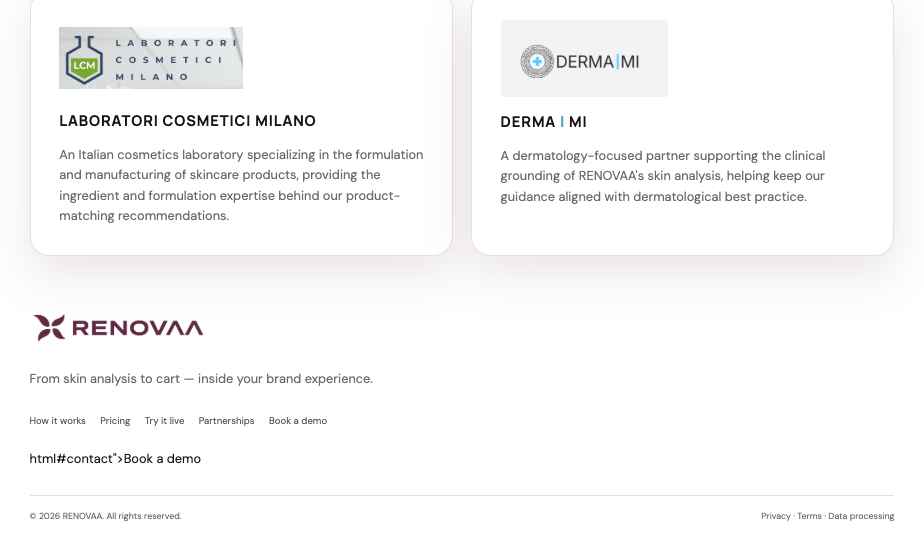 LABORATORI
COSMETICI
MILANO
LCM
DERMA|MI
LABORATORI COSMETICI MILANO
An Italian cosmetics laboratory specializing in the formulation
and manufacturing of skincare products, providing the
ingredient and formulation expertise behind our product-
matching recommendations.
DERMA | MI
A dermatology-focused partner supporting the clinical
grounding of RENOVAA's skin analysis, helping keep our
guidance aligned with dermatological best practice.
RENOVAA
From skin analysis to cart — inside your brand experience.
How it works Pricing Try it live Partnerships Book a demo
html#contact">Book a demo
© 2026 RENOVAA. All rights reserved.
Privacy · Terms · Data processing